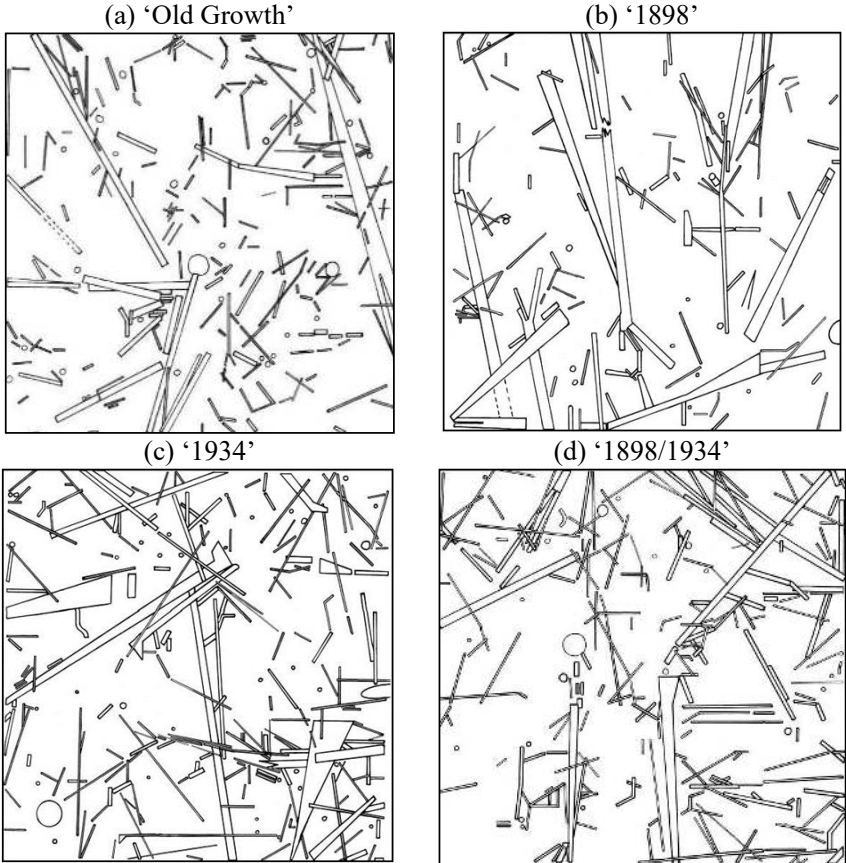 (a) ‘Old Growth’
(b) ‘1898’
(c) ‘1934’
(d) ‘1898/1934’